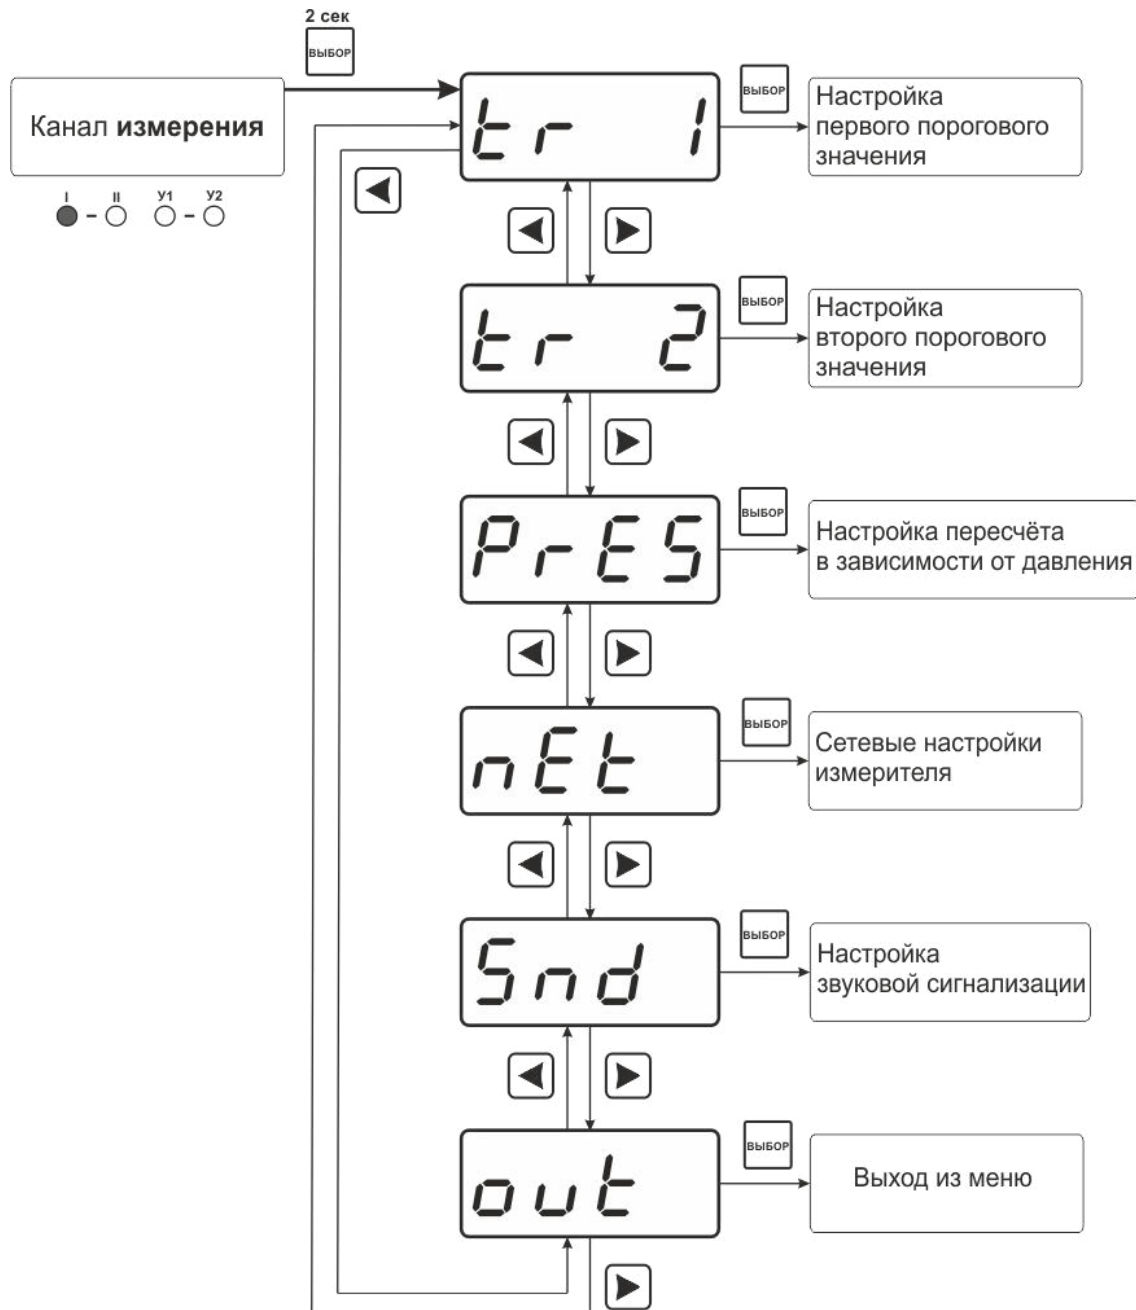 2 сек
ВЫБОР
Канал измерения
I II У1 У2
tr 1
ВЫБОР
Настройка
первого порогового
значения
tr 2
ВЫБОР
Настройка
второго порогового
значения
PrES
ВЫБОР
Настройка пересчёта
в зависимости от давления
nEt
ВЫБОР
Сетевые настройки
измерителя
Snd
ВЫБОР
Настройка
звуковой сигнализации
out
ВЫБОР
Выход из меню